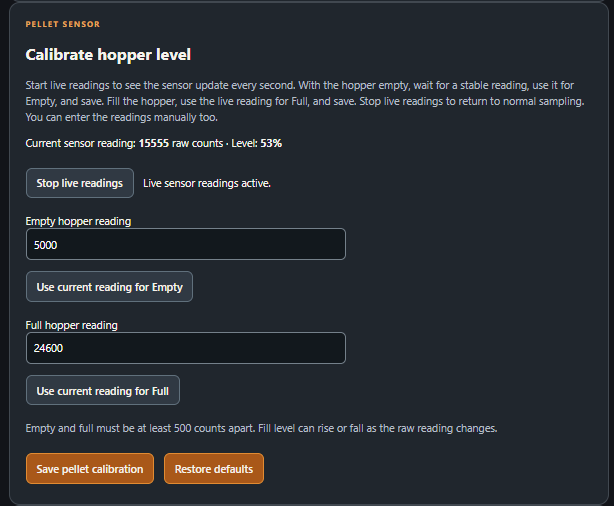 PELLET SENSOR
Calibrate hopper level
Start live readings to see the sensor update every second. With the hopper empty, wait for a stable reading, use it for
Empty, and save. Fill the hopper, use the live reading for Full, and save. Stop live readings to return to normal sampling.
You can enter the readings manually too.
Current sensor reading: 15555 raw counts · Level: 53%
Stop live readings Live sensor readings active.
Empty hopper reading
5000
Use current reading for Empty
Full hopper reading
24600
Use current reading for Full
Empty and full must be at least 500 counts apart. Fill level can rise or fall as the raw reading changes.
Save pellet calibration Restore defaults